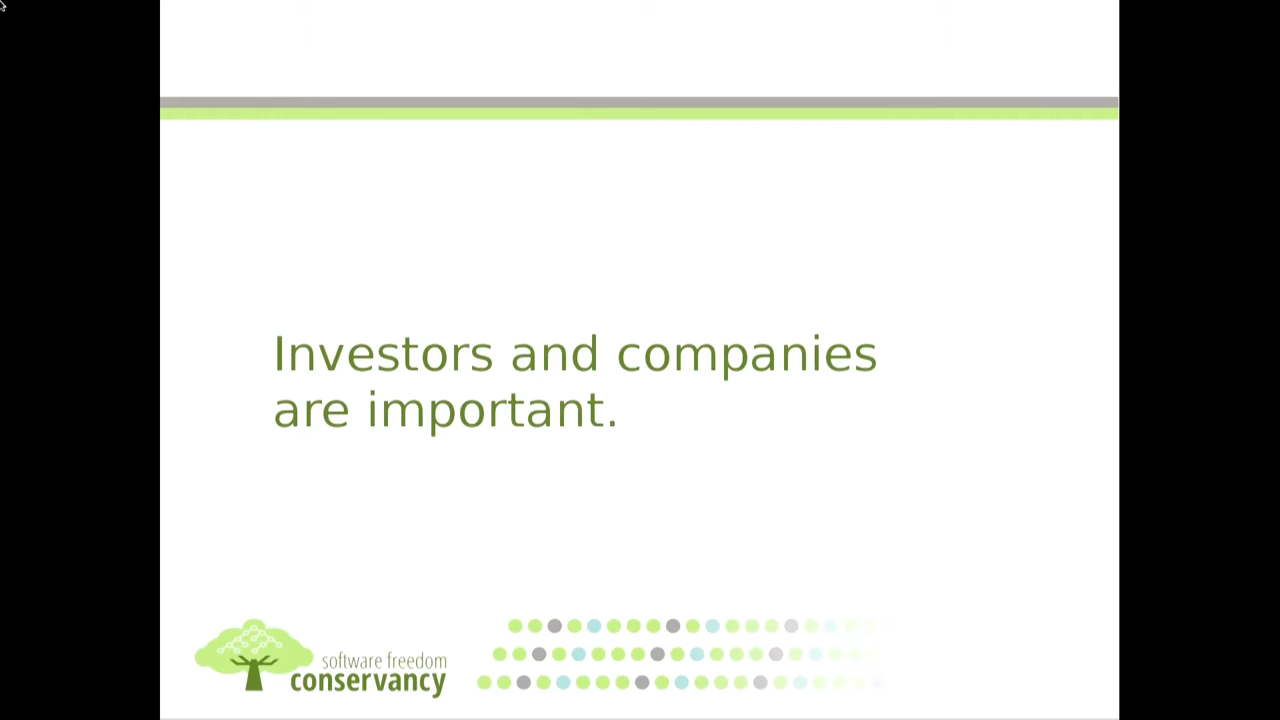 Investors and companies
are important.
software freedom
conservancy